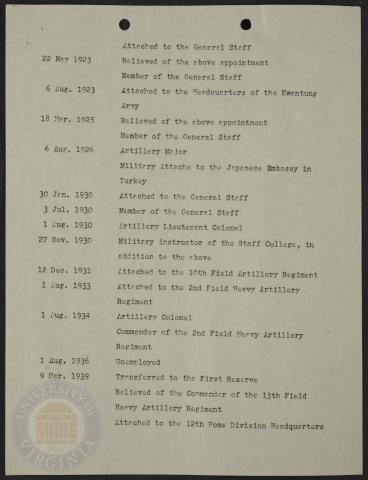 Attached to the General Staff
22 May 1923 Relieved of the above appointment
Member of the General Staff
6 Aug. 1923 Attached to the Headquarters of the Kwantung
Army
18 Mar. 1925 Relieved of the above appointment
Member of the General Staff
6 Aug. 1926 Artillery Major
Military Attache to the Japanese Embassy in
Turkey
30 Jan. 1930 Attached to the General Staff
3 Jul. 1930 Member of the General Staff
1 Aug. 1930 Artillery Lieutenant Colonel
27 Nov. 1930 Military instructor of the Staff College, in
addition to the above
12 Dec. 1931 Attached to the 10th Field Artillery Regiment
1 Aug. 1933 Attached to the 2nd Field Heavy Artillery
Regiment
1 Aug. 1934 Artillery Colonel
Commander of the 2nd Field Heavy Artillery
Regiment
1 Aug. 1936 Unemployed
9 Mar. 1939 Transferred to the First Reserve
Relieved of the Commander of the 13th Field
Heavy Artillery Regiment
Attached to the 12th Home Division Headquarters
UNIVERSITY OF VIRGINIA